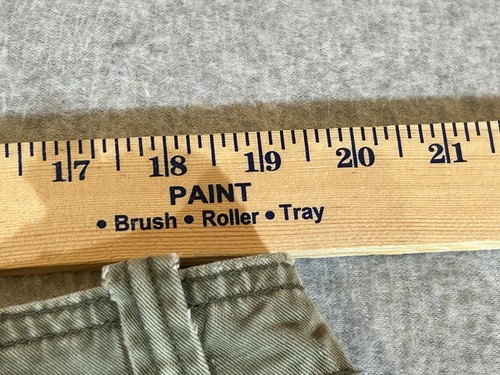 17 18 19 20 21
PAINT
• Brush • Roller • Tray